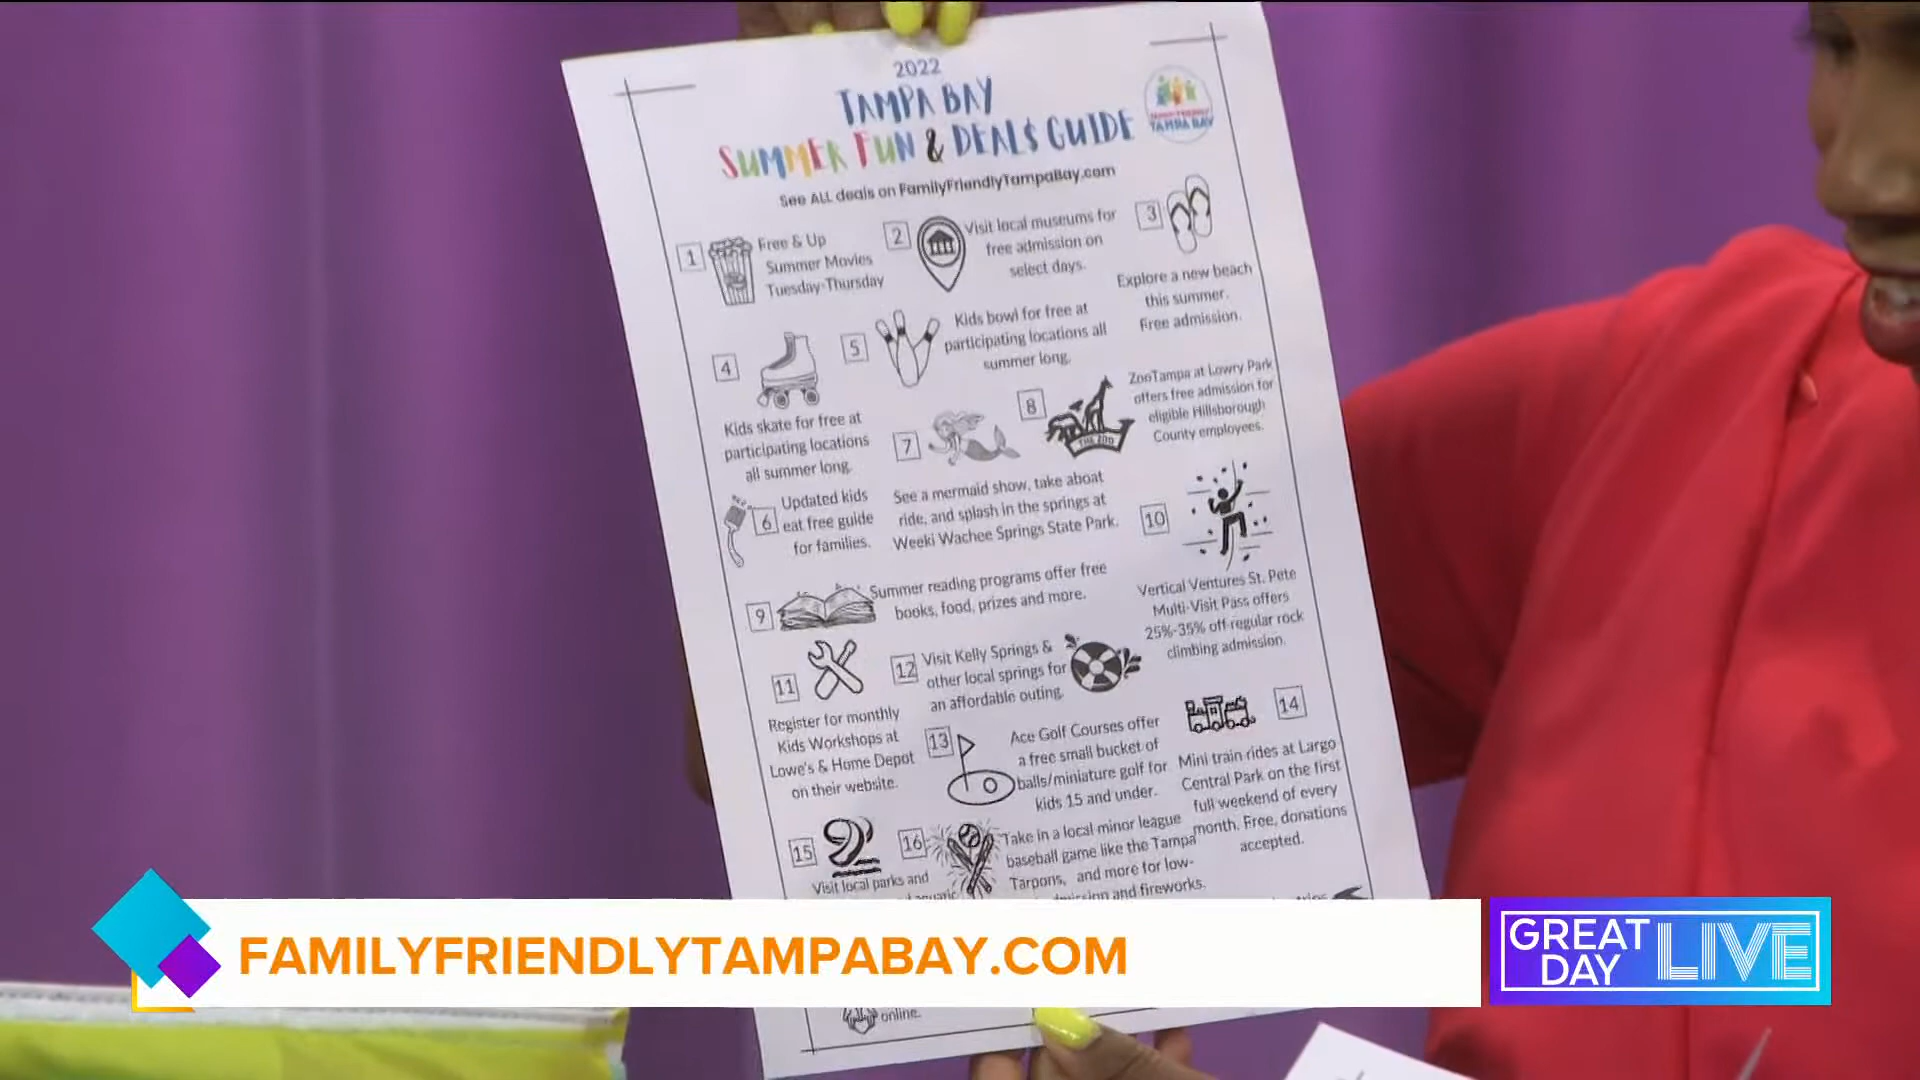 2022
TAMPA BAY
SUMMER FUN & DEAL$ GUIDE
FAMILY FRIENDLY
TAMPA BAY
See ALL deals on FamilyFriendlyTampaBay.com
1
Free & Up
Summer Movies
Tuesday-Thursday
2
Visit local museums for
free admission on
select days.
3
Explore a new beach
this summer.
Free admission.
4
Kids skate for free at
participating locations
all summer long.
5
Kids bowl for free at
participating locations all
summer long.
6
Updated kids
eat free guide
for families.
7
See a mermaid show, take aboat
ride, and splash in the springs at
Weeki Wachee Springs State Park.
8
THE ZOO
ZooTampa at Lowry Park
offers free admission for
eligible Hillsborough
County employees.
9
Summer reading programs offer free
books, food, prizes and more.
10
Vertical Ventures St. Pete
Multi-Visit Pass offers
25%-35% off regular rock
climbing admission.
11
Register for monthly
Kids Workshops at
Lowe's & Home Depot
on their website.
12
Visit Kelly Springs &
other local springs for
an affordable outing.
13
Ace Golf Courses offer
a free small bucket of
balls/miniature golf for
kids 15 and under.
14
Mini train rides at Largo
Central Park on the first
full weekend of every
month. Free, donations
accepted.
15
Visit local parks and
16
Take in a local minor league
baseball game like the Tampa
Tarpons, and more for low-
and fireworks.
online.
FAMILYFRIENDLYTAMPABAY.COM
GREAT DAY LIVE